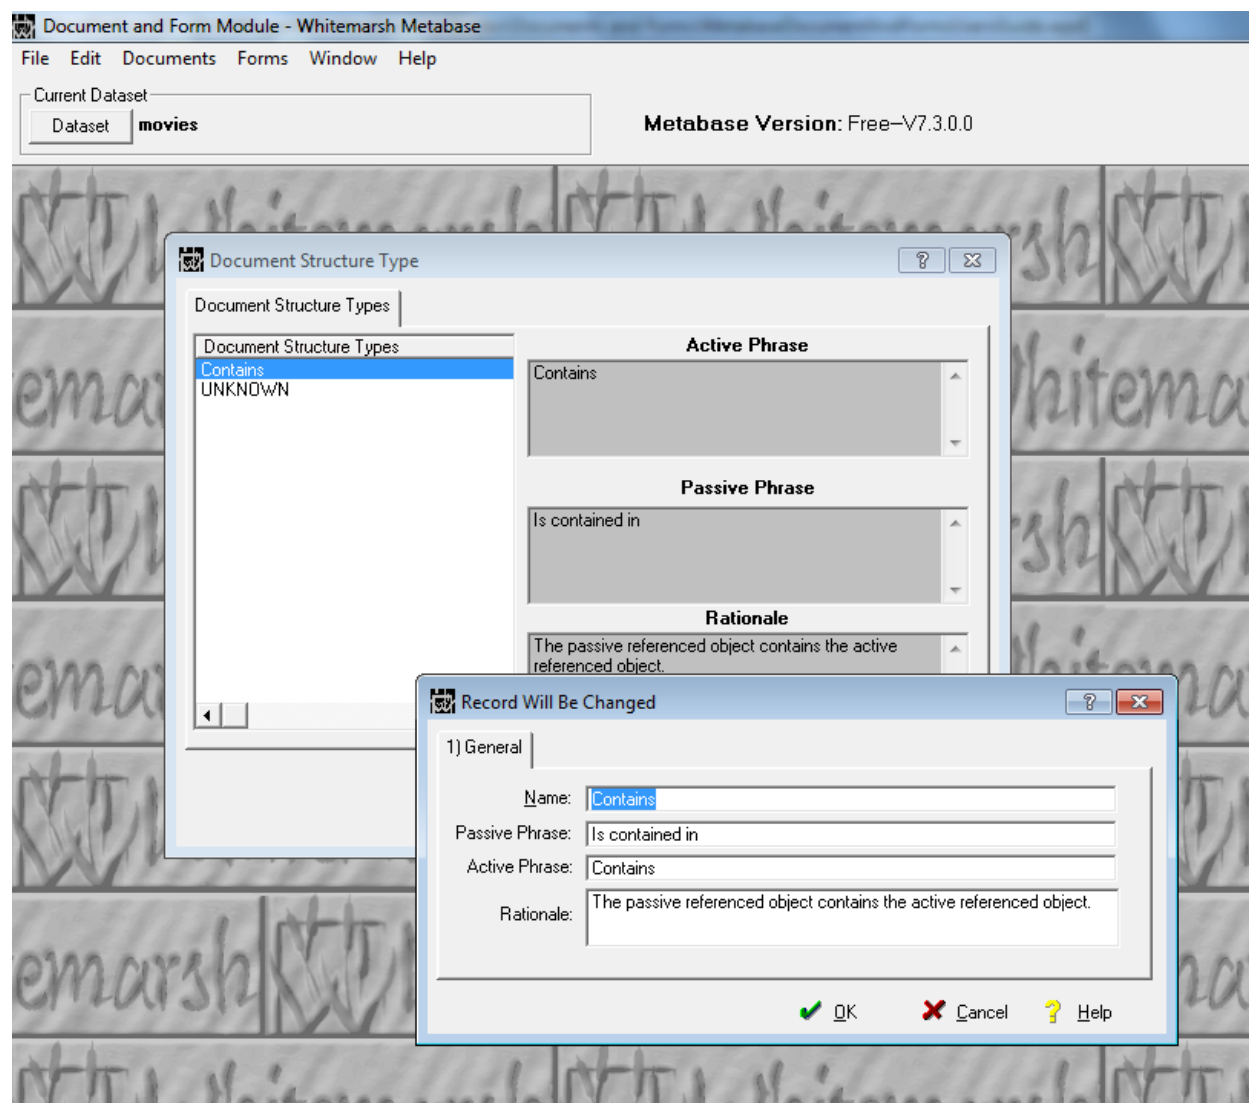 Document and Form Module - Whitemarsh Metabase
File Edit Documents Forms Window Help
Current Dataset
Dataset movies
Metabase Version: Free-V7.3.0.0
Document Structure Type
Document Structure Types
Document Structure Types
Contains
UNKNOWN
Active Phrase
Contains
Passive Phrase
Is contained in
Rationale
The passive referenced object contains the active
referenced object.
Record Will Be Changed
1) General
Name: Contains
Passive Phrase: Is contained in
Active Phrase: Contains
Rationale: The passive referenced object contains the active referenced object.
OK Cancel Help